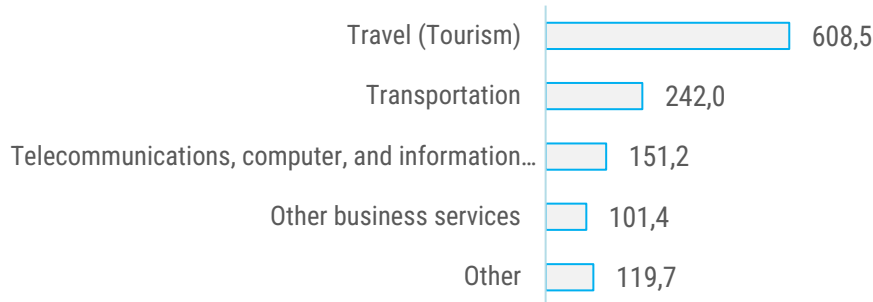 Travel (Tourism) 608,5
Transportation 242,0
Telecommunications, computer, and information… 151,2
Other business services 101,4
Other 119,7